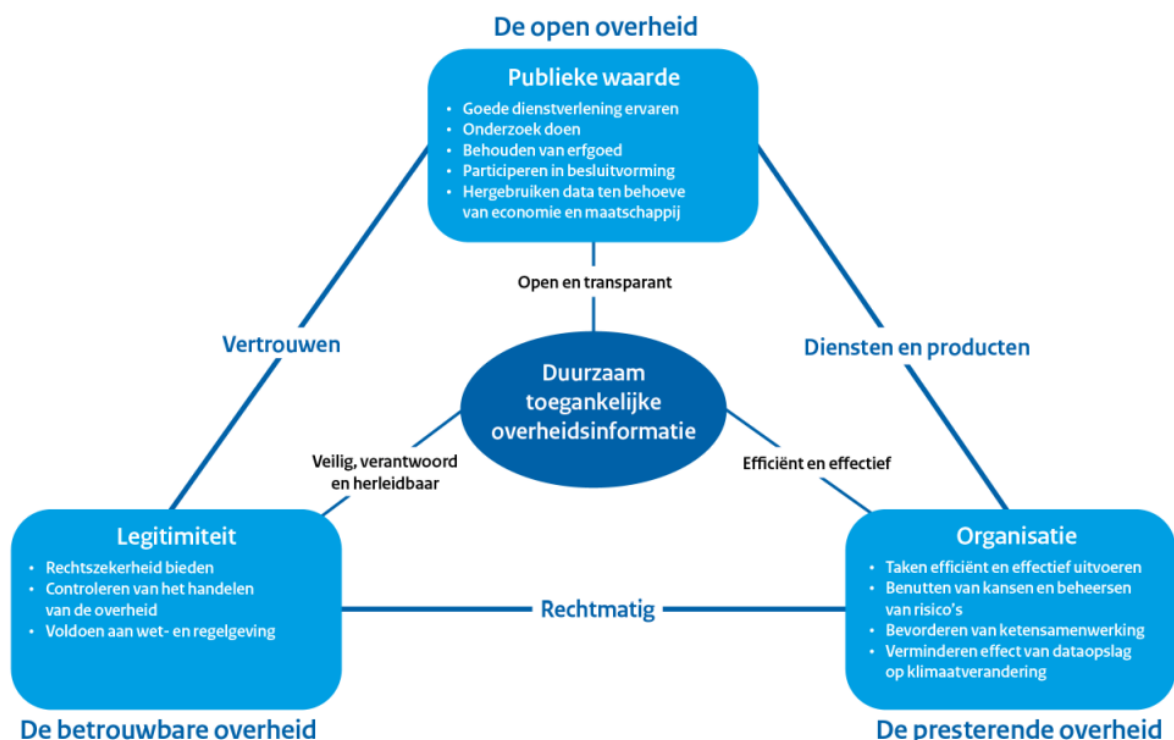 De open overheid
Publieke waarde
• Goede dienstverlening ervaren
• Onderzoek doen
• Behouden van erfgoed
• Participeren in besluitvorming
• Hergebruiken data ten behoeve
van economie en maatschappij
Open en transparant
Vertrouwen
Diensten en producten
Duurzaam
toegankelijke
overheidsinformatie
Veilig, verantwoord
en herleidbaar
Efficiënt en effectief
Legitimiteit
• Rechtszekerheid bieden
• Controleren van het handelen
van de overheid
• Voldoen aan wet- en regelgeving
Rechtmatig
Organisatie
• Taken efficiënt en effectief uitvoeren
• Benutten van kansen en beheersen
van risico's
• Bevorderen van ketensamenwerking
• Verminderen effect van dataopslag
op klimaatverandering
De betrouwbare overheid
De presterende overheid